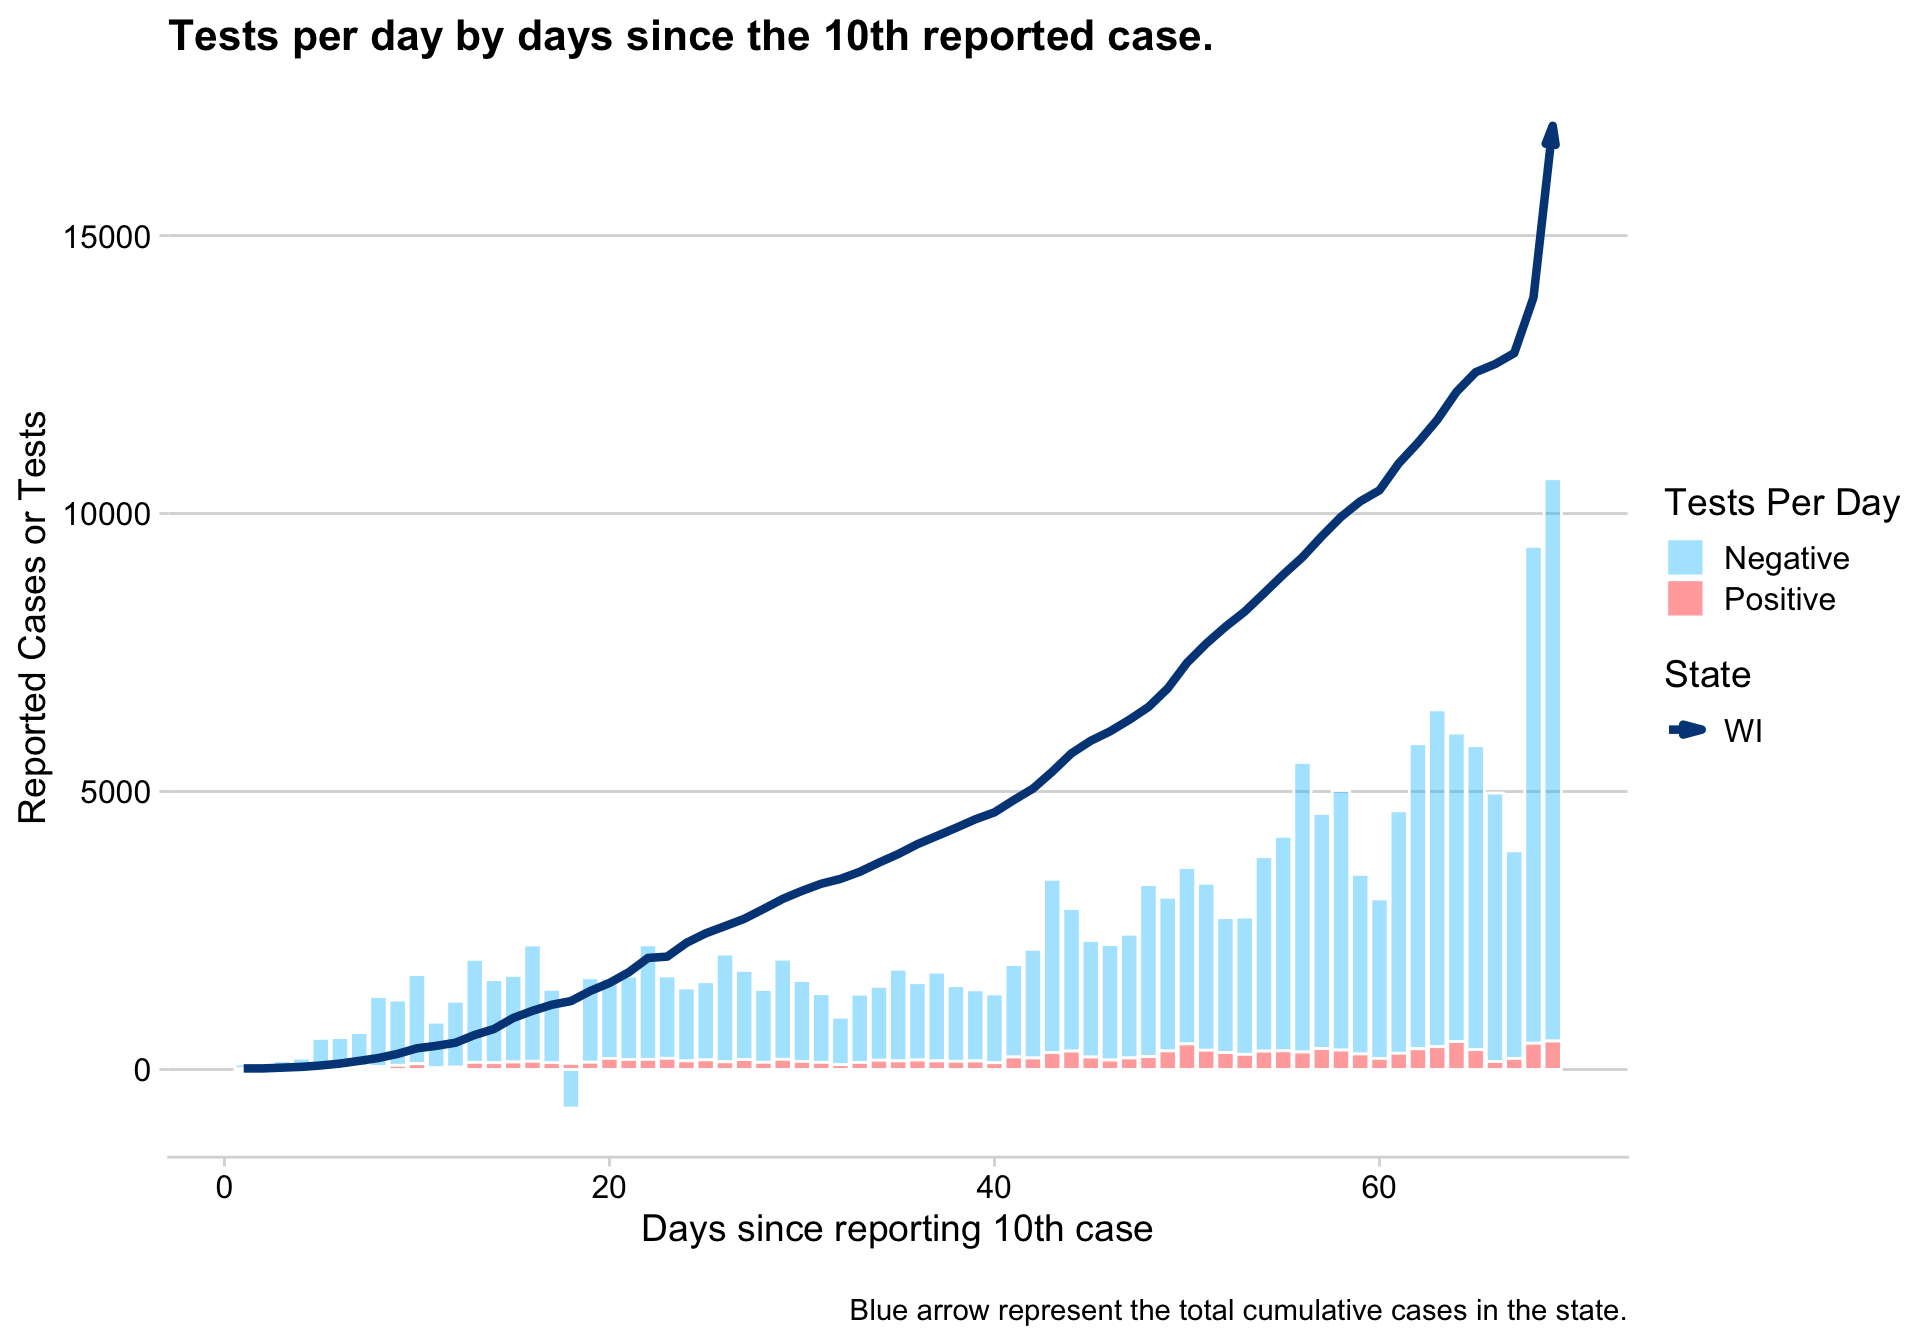 Tests per day by days since the 10th reported case.
Reported Cases or Tests
15000
10000
5000
0
0 20 40 60
Days since reporting 10th case
Tests Per Day
Negative
Positive
State
WI
Blue arrow represent the total cumulative cases in the state.